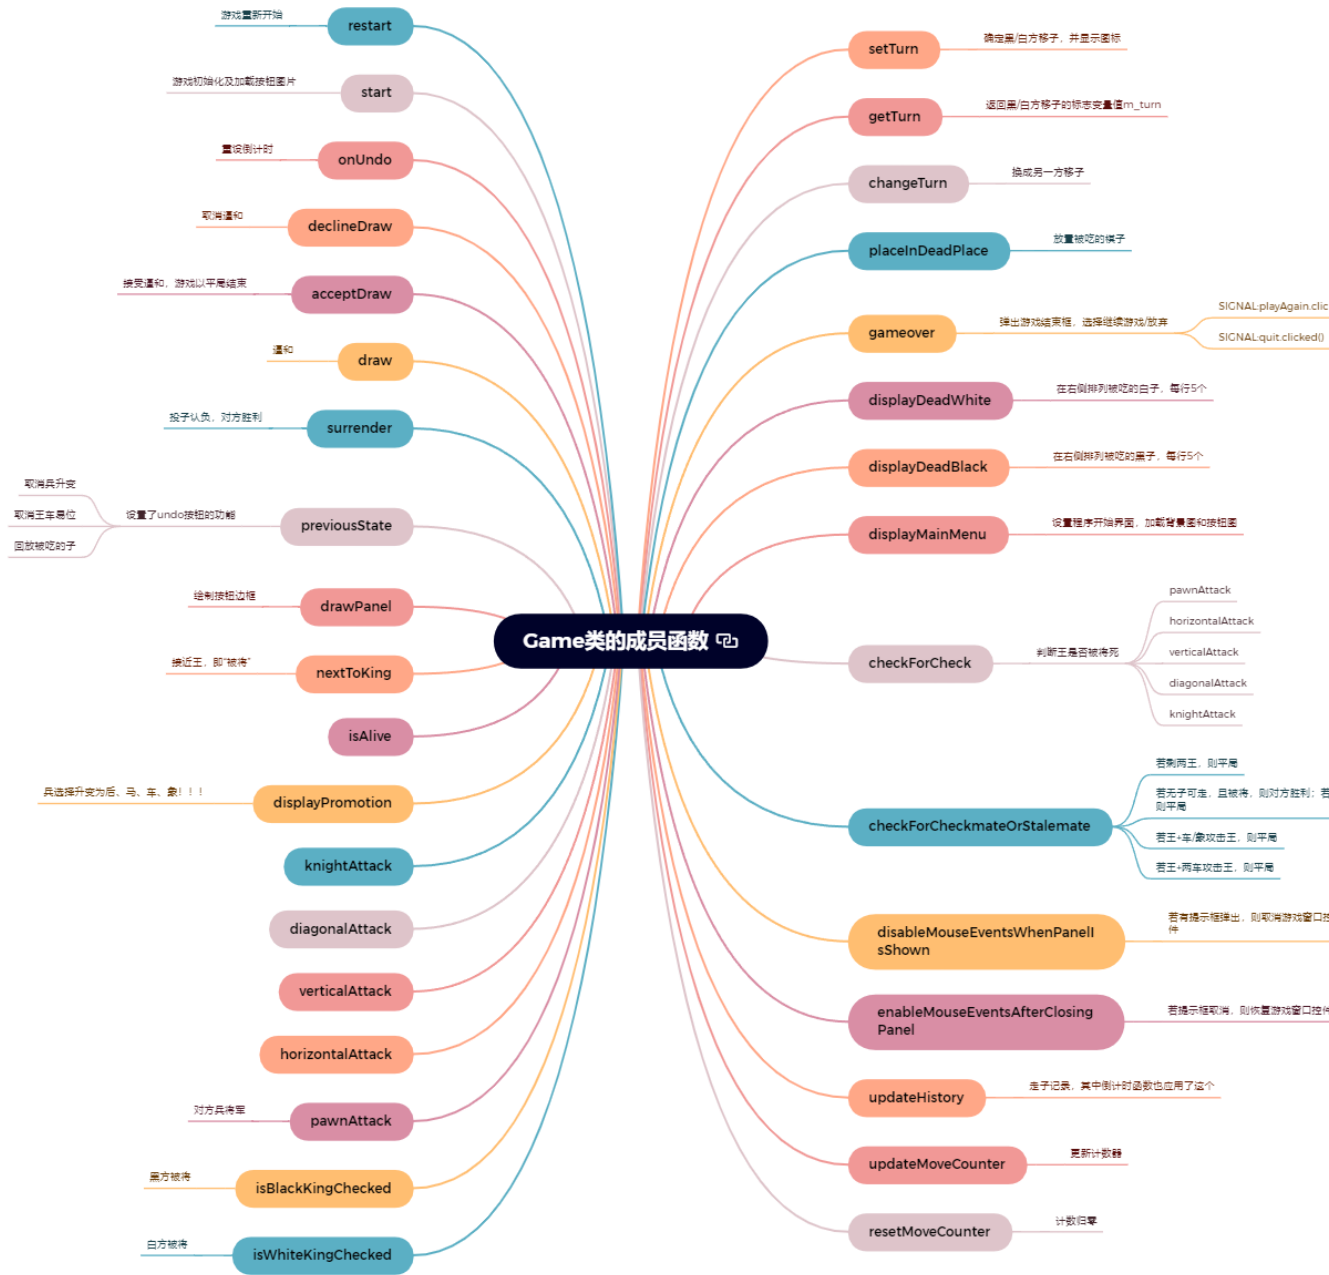 Game类的成员函数
restart
游戏重新开始
start
游戏初始化及加载按钮图片
onUndo
重设倒计时
declineDraw
取消逼和
acceptDraw
接受逼和，游戏以平局结束
draw
逼和
surrender
投子认负，对方胜利
previousState
设置了undo按钮的功能
取消兵升变
取消王车易位
回放被吃的子
drawPanel
绘制按钮边框
nextToKing
接近王，即“被将”
isAlive
displayPromotion
兵选择升变为后、马、车、象！！！
knightAttack
diagonalAttack
verticalAttack
horizontalAttack
pawnAttack
对方兵将军
isBlackKingChecked
黑方被将
isWhiteKingChecked
白方被将
setTurn
确定黑/白方移子，并显示图标
getTurn
返回黑/白方移子的标志变量值m_turn
changeTurn
换成另一方移子
placeInDeadPlace
放置被吃的棋子
gameover
弹出游戏结束框，选择继续游戏/放弃
SIGNAL:playAgain.clic
SIGNAL:quit.clicked()
displayDeadWhite
在右侧排列被吃的白子，每行5个
displayDeadBlack
在右侧排列被吃的黑子，每行5个
displayMainMenu
设置程序开始界面，加载背景图和按钮图
checkForCheck
判断王是否被将死
pawnAttack
horizontalAttack
verticalAttack
diagonalAttack
knightAttack
checkForCheckmateOrStalemate
若剩两王，则平局
若无子可走，且被将，则对方胜利；若
则平局
若王+车/象攻击王，则平局
若王+两车攻击王，则平局
disableMouseEventsWhenPanelI
sShown
若有提示框弹出，则取消游戏窗口控
件
enableMouseEventsAfterClosing
Panel
若提示框取消，则恢复游戏窗口控件
updateHistory
走子记录，其中倒计时函数也应用了这个
updateMoveCounter
更新计数器
resetMoveCounter
计数归零